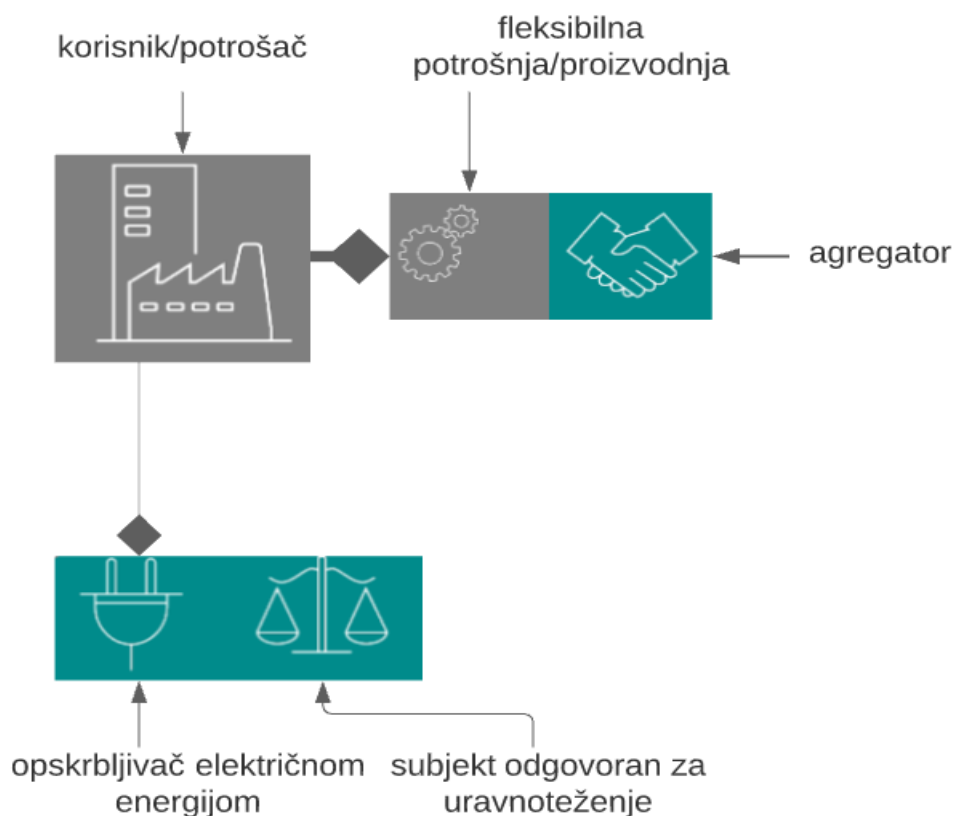 korisnik/potrošač
fleksibilna
potrošnja/proizvodnja
agregator
opskrbljivač električnom
energijom
subjekt odgovoran za
uravnoteženje